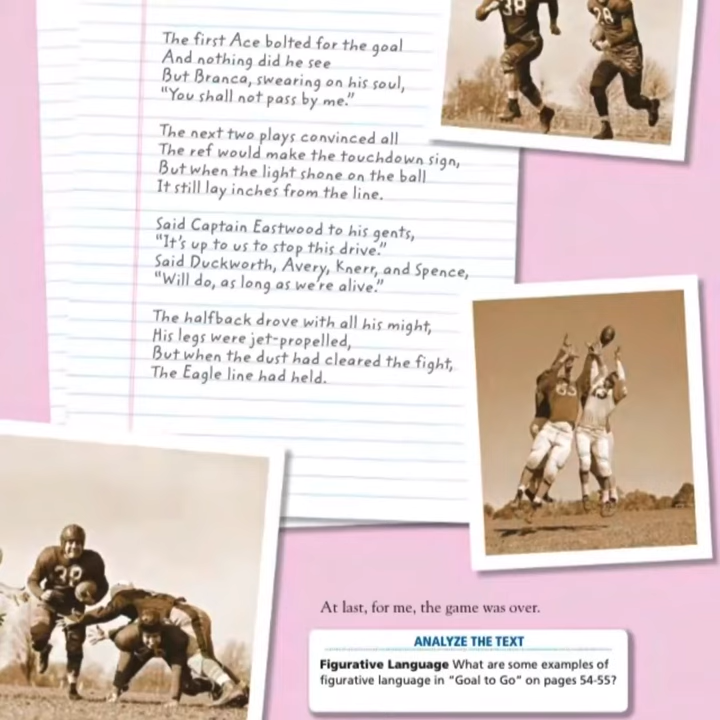 38
28
The first Ace bolted for the goal
And nothing did he see
But Branca, swearing on his soul,
"You shall not pass by me."
The next two plays convinced all
The ref would make the touchdown sign,
But when the light shone on the ball
It still lay inches from the line.
Said Captain Eastwood to his gents,
"It's up to us to stop this drive."
Said Duckworth, Avery, Knerr, and Spence,
"Will do, as long as we're alive."
The halfback drove with all his might,
His legs were jet-propelled,
But when the dust had cleared the fight,
The Eagle line had held.
At last, for me, the game was over.
ANALYZE THE TEXT
Figurative Language What are some examples of
figurative language in "Goal to Go" on pages 54-55?